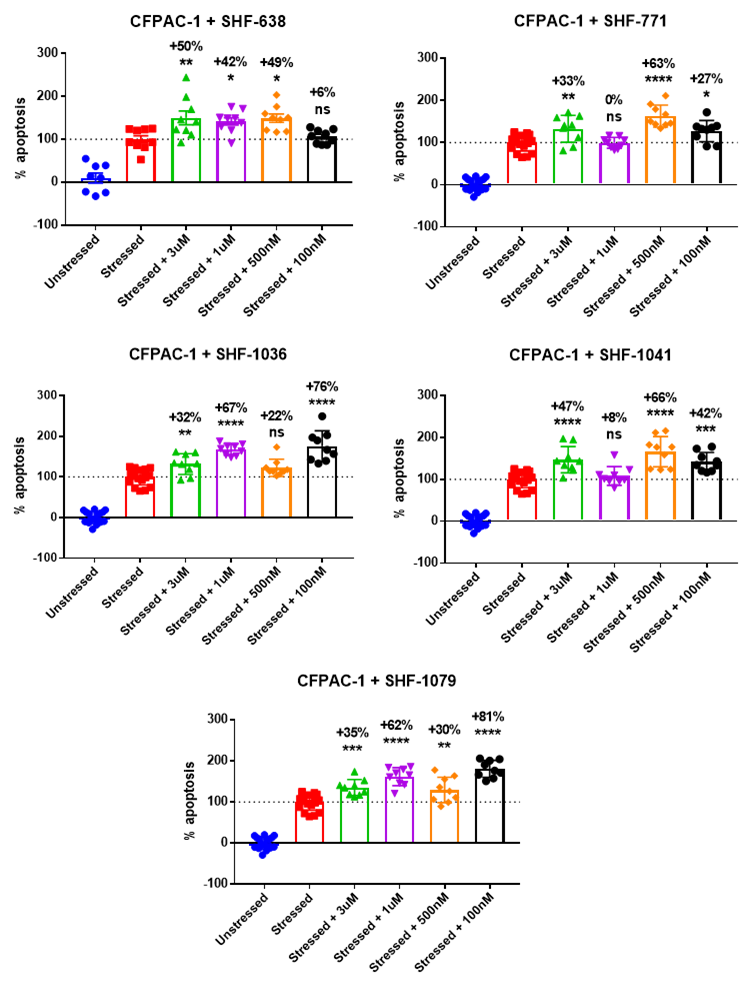 CFPAC-1 + SHF-638
% apoptosis
300
200
100
0
-100
+50%
**
+42%
*
+49%
*
+6%
ns
Unstressed
Stressed
Stressed + 3uM
Stressed + 1uM
Stressed + 500nM
Stressed + 100nM
CFPAC-1 + SHF-771
% apoptosis
300
200
100
0
-100
+33%
**
0%
ns
+63%
****
+27%
*
Unstressed
Stressed
Stressed + 3uM
Stressed + 1uM
Stressed + 500nM
Stressed + 100nM
CFPAC-1 + SHF-1036
% apoptosis
300
200
100
0
-100
+32%
**
+67%
****
+22%
ns
+76%
****
Unstressed
Stressed
Stressed + 3uM
Stressed + 1uM
Stressed + 500nM
Stressed + 100nM
CFPAC-1 + SHF-1041
% apoptosis
300
200
100
0
-100
+47%
****
+8%
ns
+66%
****
+42%
***
Unstressed
Stressed
Stressed + 3uM
Stressed + 1uM
Stressed + 500nM
Stressed + 100nM
CFPAC-1 + SHF-1079
% apoptosis
300
200
100
0
-100
+35%
***
+62%
****
+30%
**
+81%
****
Unstressed
Stressed
Stressed + 3uM
Stressed + 1uM
Stressed + 500nM
Stressed + 100nM